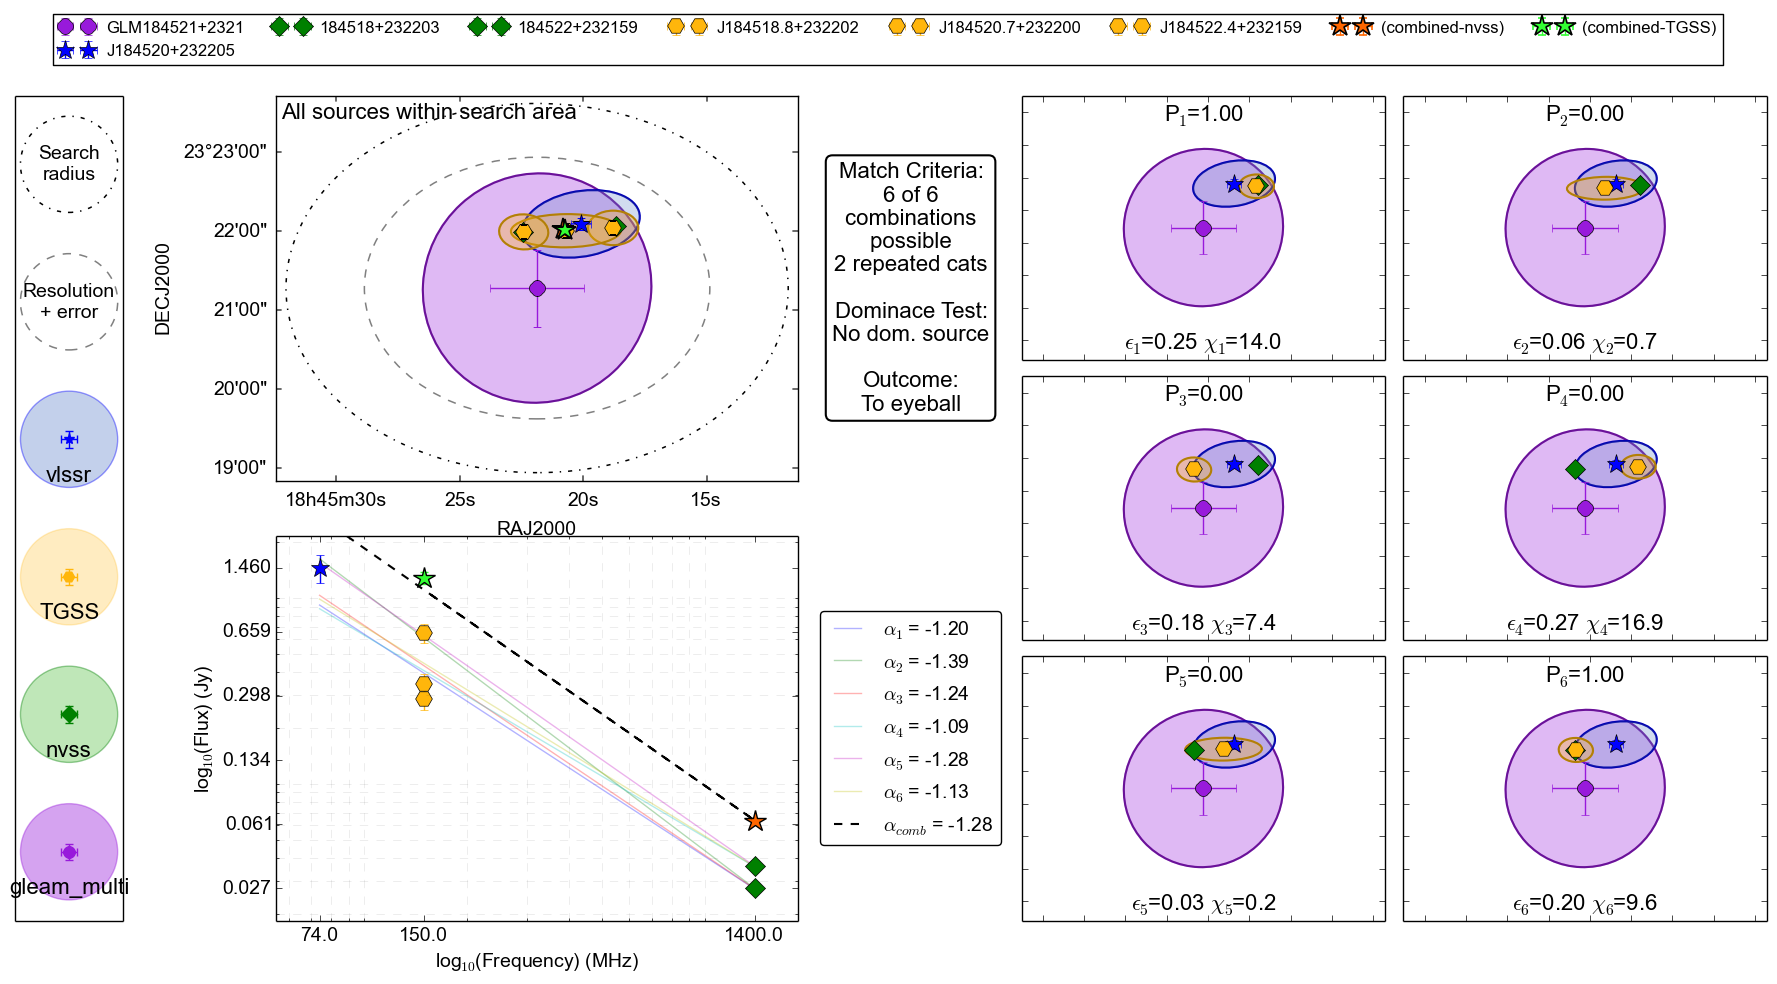 GLM184521+2321
184518+232203
184522+232159
J184518.8+232202
J184520.7+232200
J184522.4+232159
(combined-nvss)
(combined-TGSS)
J184520+232205
Search
radius
Resolution
+ error
vlssr
TGSS
nvss
gleam_multi
All sources within search area
DECJ2000
23°23'00"
22'00"
21'00"
20'00"
19'00"
18h45m30s
25s
20s
15s
RAJ2000
Match Criteria:
6 of 6
combinations
possible
2 repeated cats
Dominace Test:
No dom. source
Outcome:
To eyeball
log10(Flux) (Jy)
1.460
0.659
0.298
0.134
0.061
0.027
74.0
150.0
1400.0
log10(Frequency) (MHz)
α1 = -1.20
α2 = -1.39
α3 = -1.24
α4 = -1.09
α5 = -1.28
α6 = -1.13
αcomb = -1.28
P1=1.00
ϵ1=0.25 χ1=14.0
P2=0.00
ϵ2=0.06 χ2=0.7
P3=0.00
ϵ3=0.18 χ3=7.4
P4=0.00
ϵ4=0.27 χ4=16.9
P5=0.00
ϵ5=0.03 χ5=0.2
P6=1.00
ϵ6=0.20 χ6=9.6